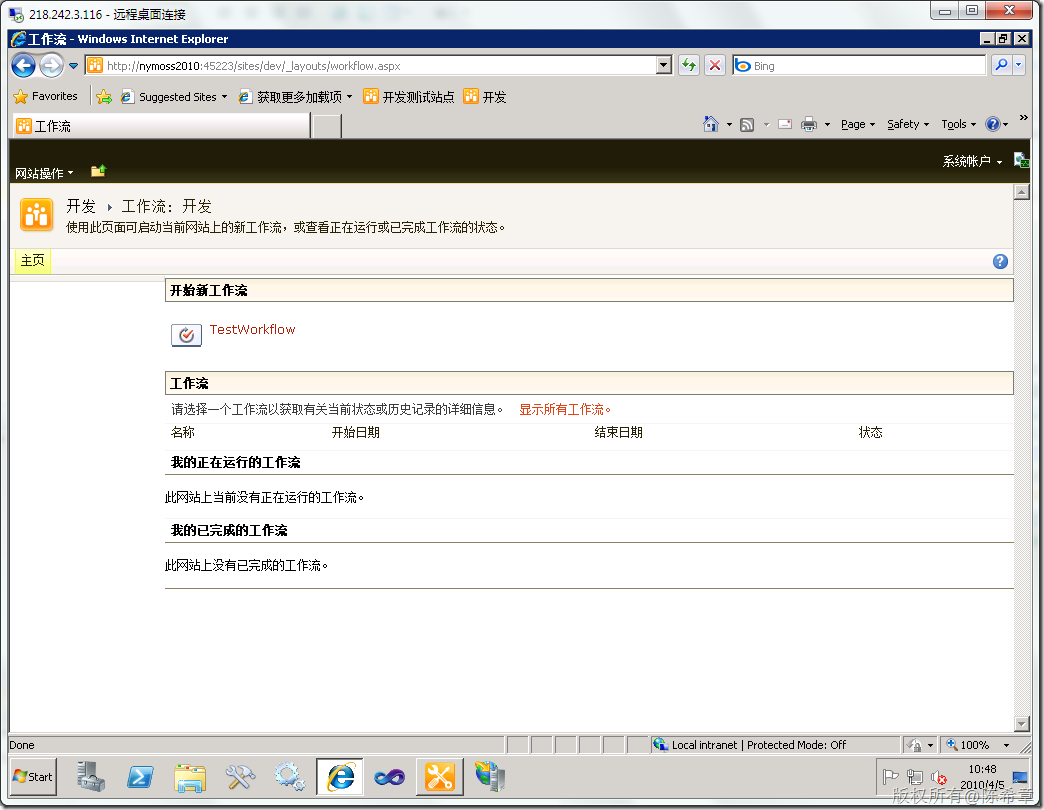 218.242.3.116 - 远程桌面连接
工作流 - Windows Internet Explorer
http://nymoss2010:45223/sites/dev/_layouts/workflow.aspx
Bing
Favorites
Suggested Sites
获取更多加载项
开发测试站点
开发
工作流
Page
Safety
Tools
»
网站操作
系统帐户
开发
工作流：开发
使用此页面可启动当前网站上的新工作流，或查看正在运行或已完成工作流的状态。
主页
开始新工作流
TestWorkflow
工作流
请选择一个工作流以获取有关当前状态或历史记录的详细信息。 显示所有工作流。
名称 开始日期 结束日期 状态
我的正在运行的工作流
此网站上当前没有正在运行的工作流。
我的已完成的工作流
此网站上没有已完成的工作流。
Done
Local intranet | Protected Mode: Off
100%
Start
10:48
2010/4/5
版权所有@陈希章